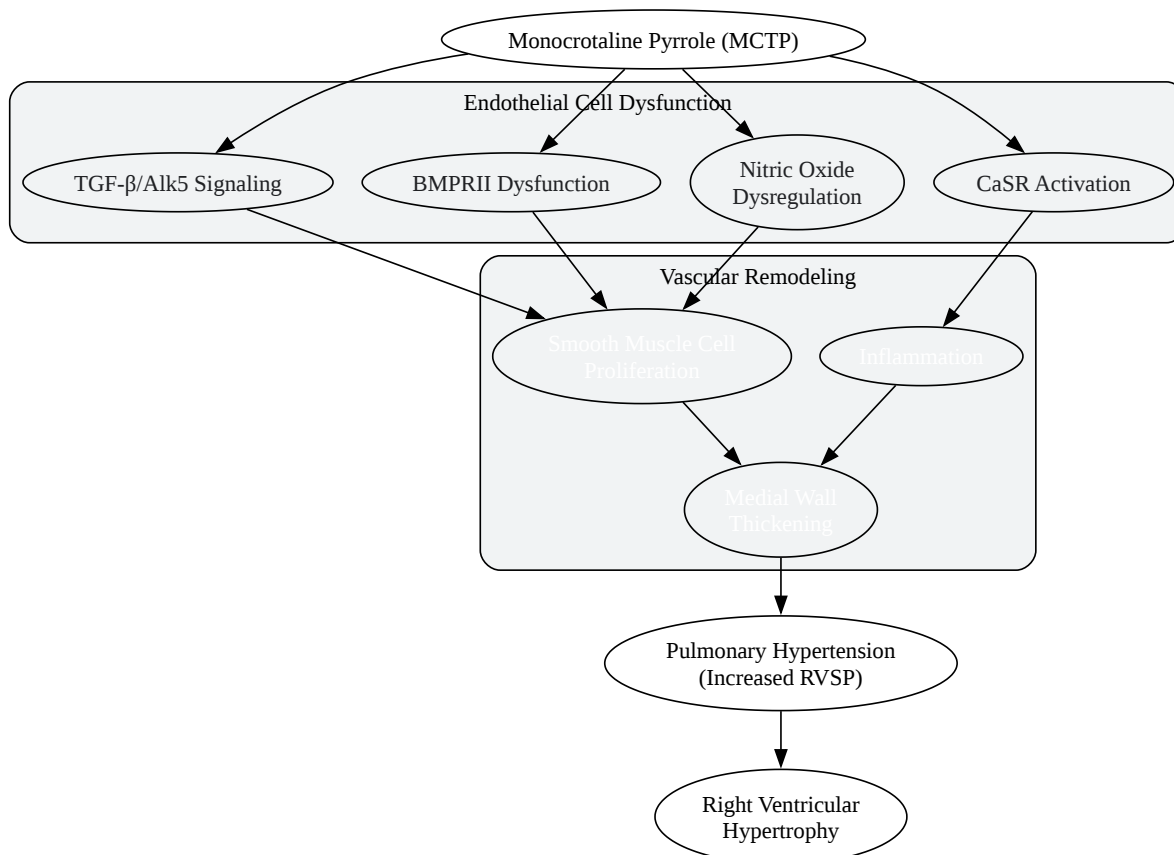 Monocrotaline Pyrrole (MCTP)
Endothelial Cell Dysfunction
TGF-β/Alk5 Signaling
BMPRII Dysfunction
Nitric Oxide
Dysregulation
CaSR Activation
Vascular Remodeling
Smooth Muscle Cell
Proliferation
Inflammation
Medial Wall
Thickening
Pulmonary Hypertension
(Increased RVSP)
Right Ventricular
Hypertrophy